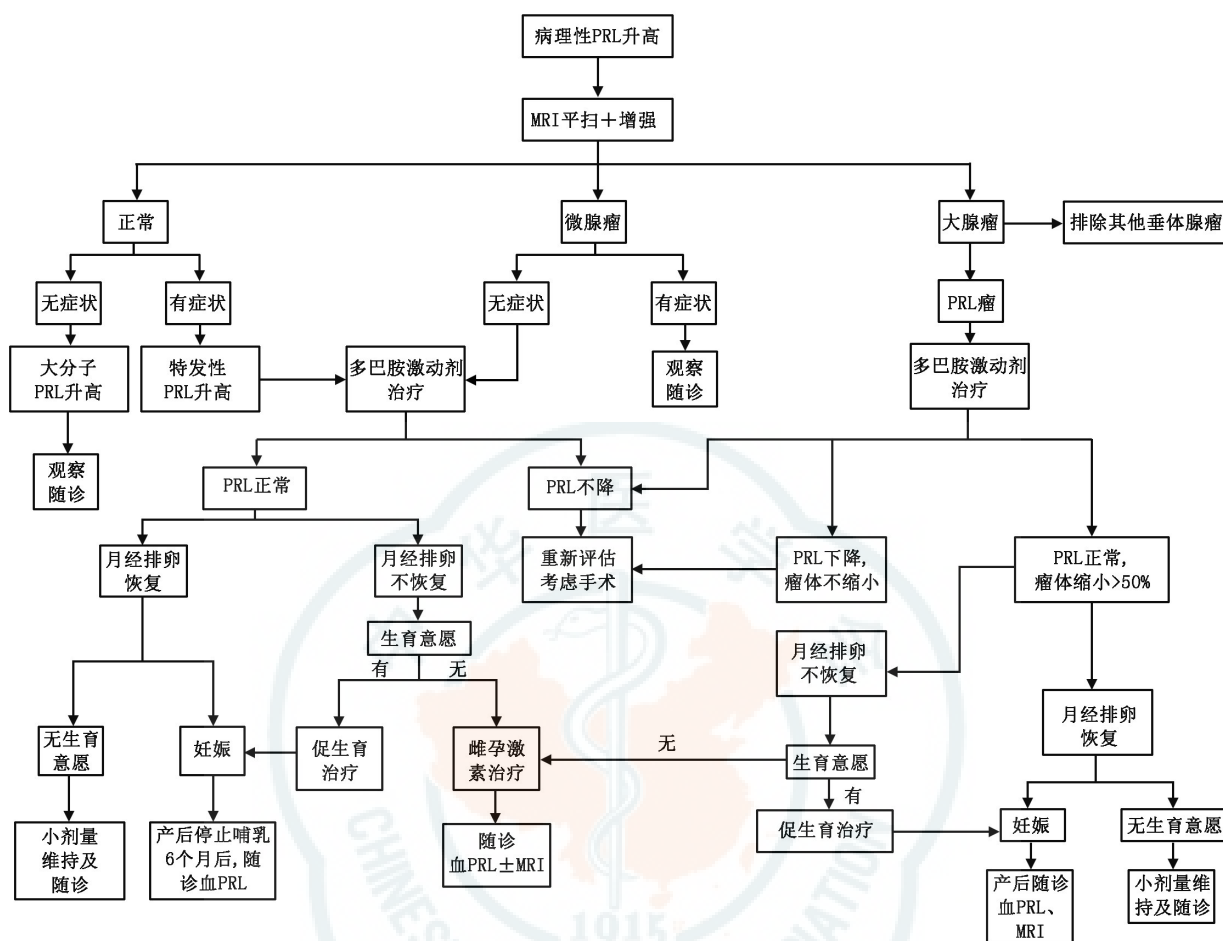 病理性PRL升高
MRI平扫+增强
正常
微腺瘤
大腺瘤
排除其他垂体腺瘤
无症状
有症状
无症状
有症状
PRL瘤
大分子
PRL升高
特发性
PRL升高
多巴胺激动剂
治疗
观察
随诊
多巴胺激动剂
治疗
观察
随诊
PRL正常
PRL不降
月经排卵
恢复
月经排卵
不恢复
重新评估
考虑手术
PRL下降,
瘤体不缩小
PRL正常,
瘤体缩小>50%
生育意愿
有
无
月经排卵
不恢复
月经排卵
恢复
无生育
意愿
妊娠
促生育
治疗
雌孕激
素治疗
无
生育意愿
有
小剂量
维持及
随诊
产后停止哺乳
6个月后,随
诊血PRL
随诊
血PRL±MRI
促生育治疗
妊娠
无生育意愿
产后随诊
血PRL、
MRI
小剂量维
持及随诊
华医学
CHINES
1915